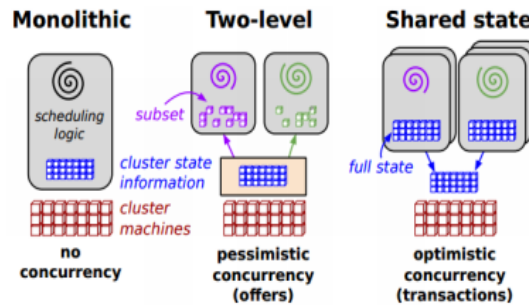 Monolithic
Two-level
Shared state
scheduling
logic
subset
cluster state
information
full state
cluster
machines
no
concurrency
pessimistic
concurrency
(offers)
optimistic
concurrency
(transactions)